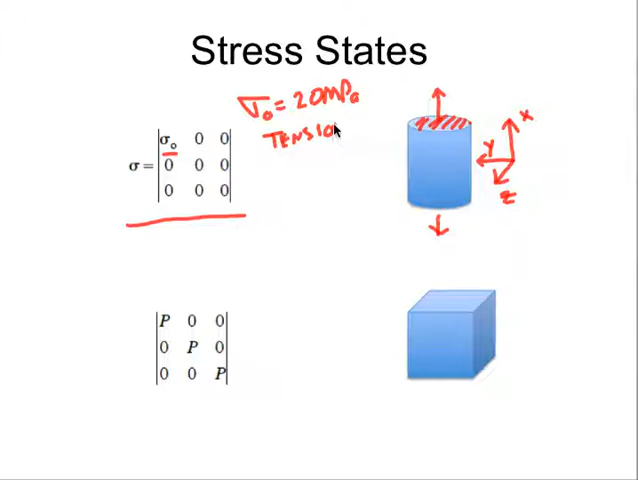 Stress States
σ₀ = 20MPa
TENSIO
σ = |σ₀ 0 0|
|0 0 0|
|0 0 0|
X
Y
Z
|P 0 0|
|0 P 0|
|0 0 P|